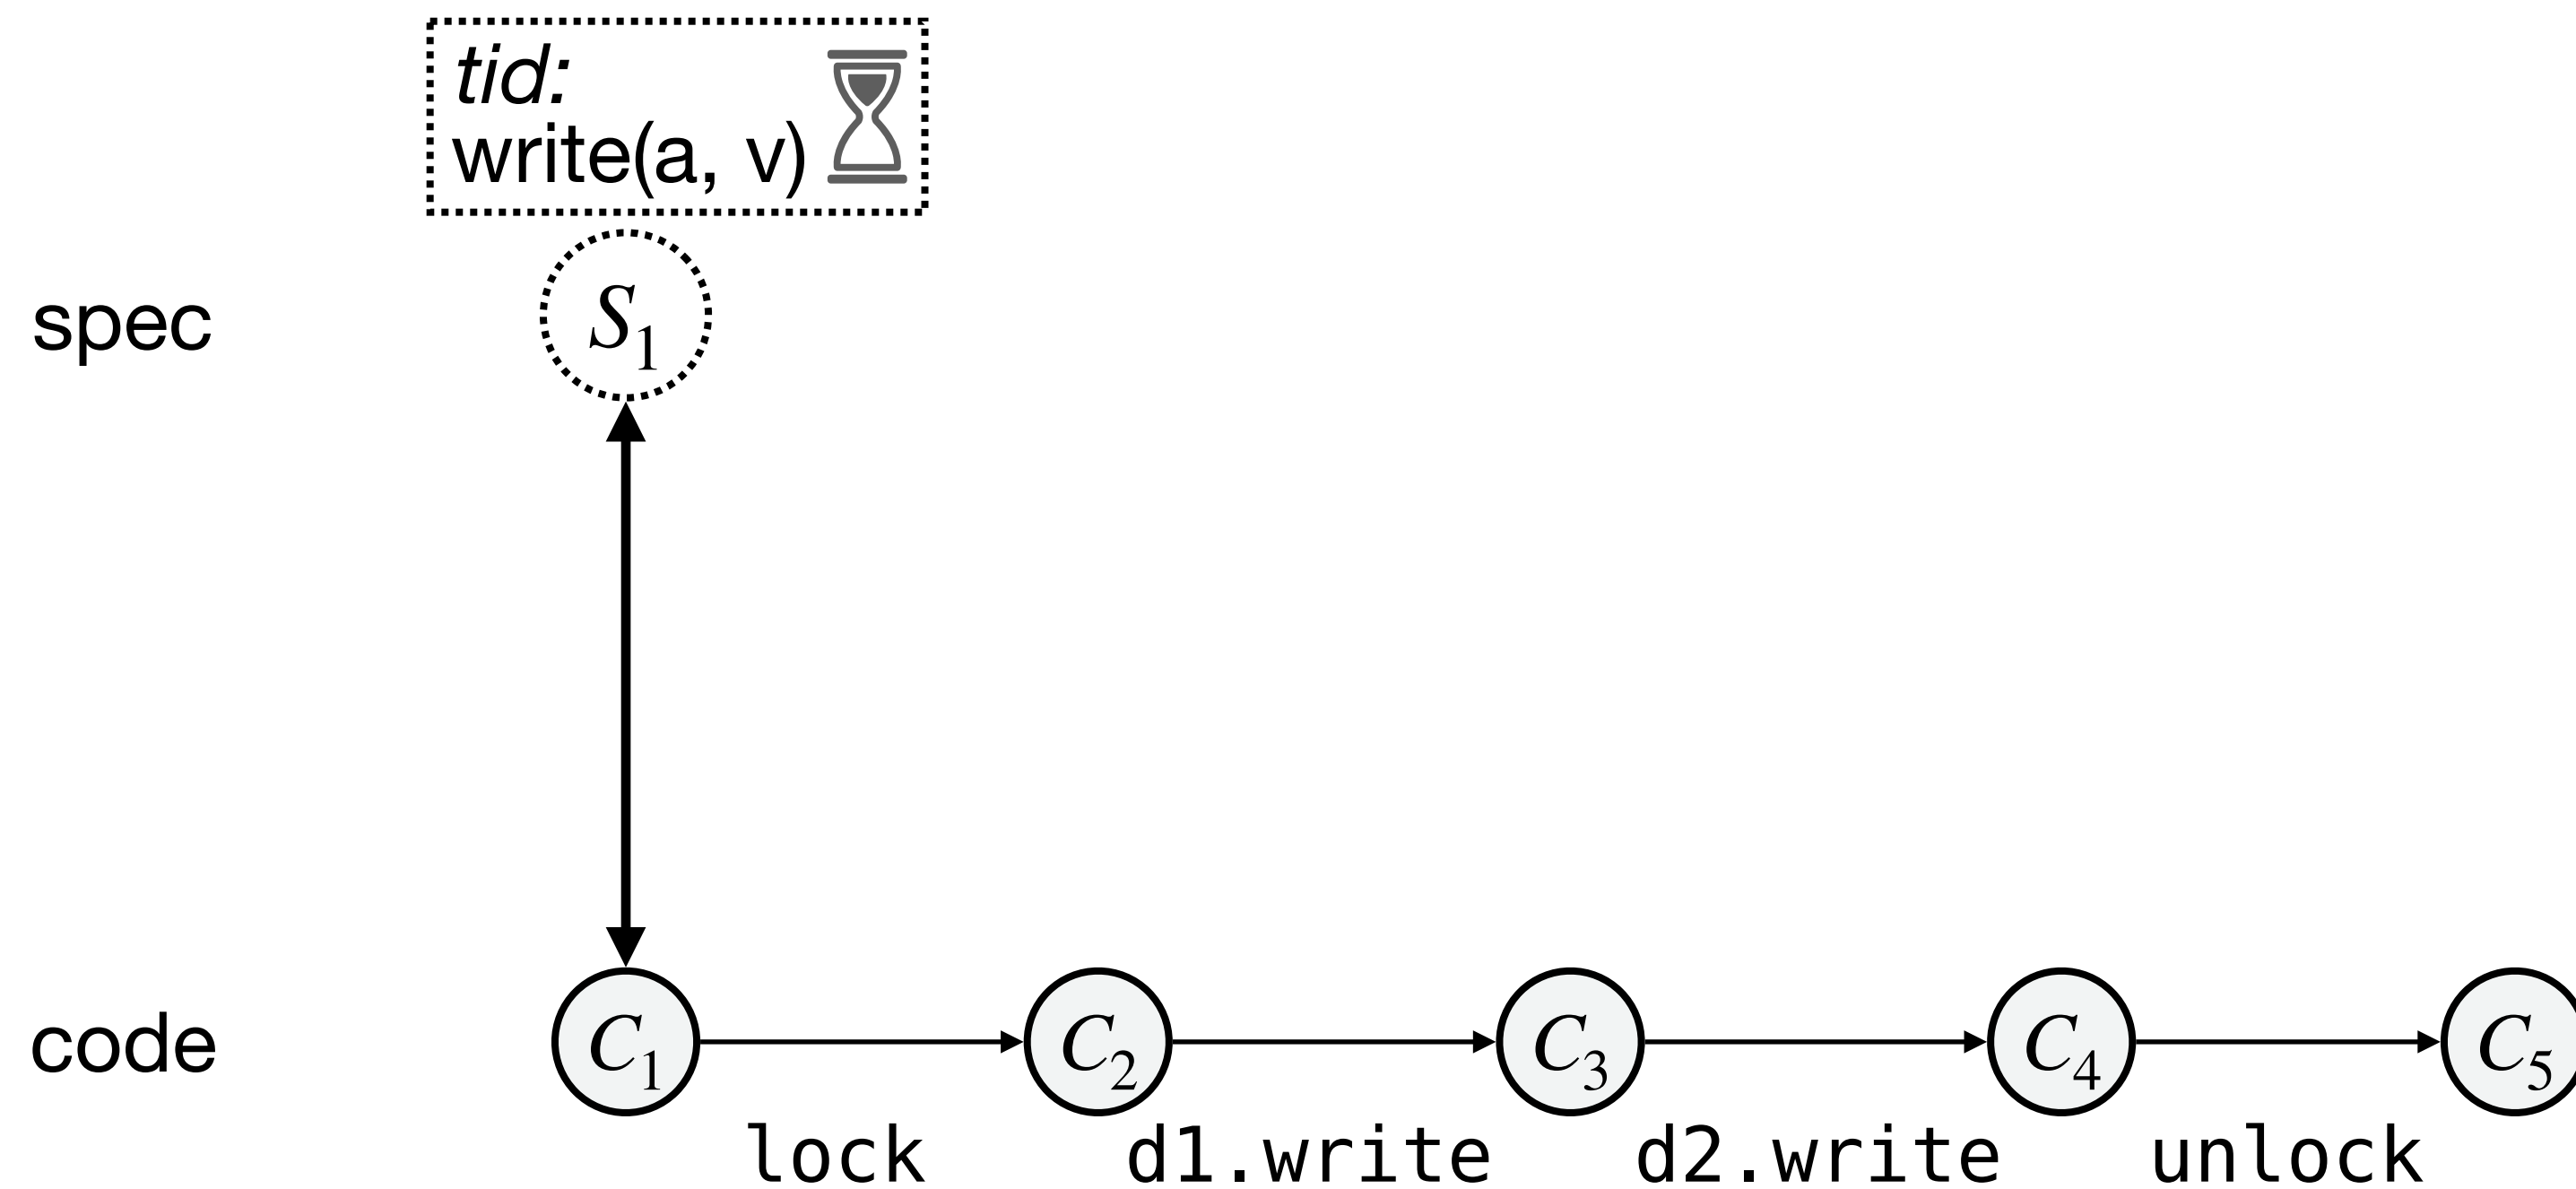 tid:
write(a, v)
spec
S₁
code
C₁ C₂ C₃ C₄ C₅
lock d1.write d2.write unlock